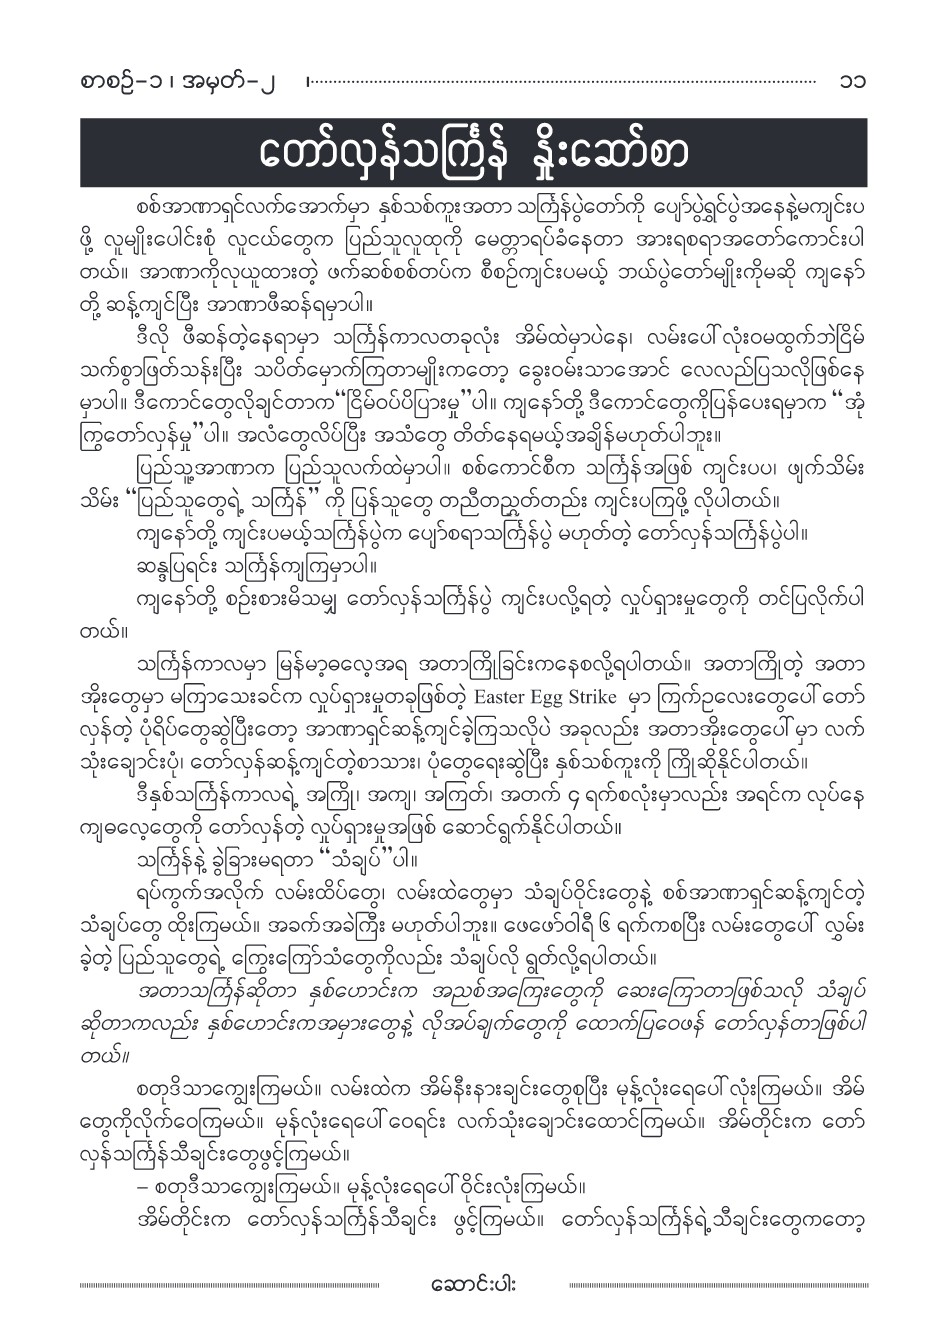 စာစဉ်–၁ ၊ အမှတ်–၂ ၊ ၁၁
တော်လှန်သင်္ကြန် နှိုးဆော်စာ
စစ်အာဏာရှင်လက်အောက်မှာ နှစ်သစ်ကူးအတာ သင်္ကြန်ပွဲတော်ကို ပျော်ပွဲရွှင်ပွဲအနေနဲ့မကျင်းပ
ဖို့ လူမျိုးပေါင်းစုံ လူငယ်တွေက ပြည်သူလူထုကို မေတ္တာရပ်ခံနေတာ အားရစရာအတော်ကောင်းပါ
တယ်။ အာဏာကိုလုယူထားတဲ့ ဖက်ဆစ်စစ်တပ်က စီစဉ်ကျင်းပမယ့် ဘယ်ပွဲတော်မျိုးကိုမဆို ကျနော်
တို့ ဆန့်ကျင်ပြီး အာဏာဖီဆန်ရမှာပါ။
ဒီလို ဖီဆန်တဲ့နေရာမှာ သင်္ကြန်ကာလတခုလုံး အိမ်ထဲမှာပဲနေ၊ လမ်းပေါ်လုံးဝမထွက်ဘဲငြိမ်
သက်စွာဖြတ်သန်းပြီး သပိတ်မှောက်ကြတာမျိုးကတော့ ခွေးဝမ်းသာအောင် လေလည်ပြသလိုဖြစ်နေ
မှာပါ။ ဒီကောင်တွေလိုချင်တာက“ငြိမ်ဝပ်ပိပြားမှု”ပါ။ ကျနော်တို့ ဒီကောင်တွေကိုပြန်ပေးရမှာက “အုံ
ကြွတော်လှန်မှု”ပါ။ အလံတွေလိပ်ပြီး အသံတွေ တိတ်နေရမယ့်အချိန်မဟုတ်ပါဘူး။
ပြည်သူ့အာဏာက ပြည်သူလက်ထဲမှာပါ။ စစ်ကောင်စီက သင်္ကြန်အဖြစ် ကျင်းပပ၊ ဖျက်သိမ်း
သိမ်း “ပြည်သူတွေရဲ့ သင်္ကြန်” ကို ပြန်သူတွေ တညီတညွတ်တည်း ကျင်းပကြဖို့ လိုပါတယ်။
ကျနော်တို့ ကျင်းပမယ့်သင်္ကြန်ပွဲက ပျော်စရာသင်္ကြန်ပွဲ မဟုတ်တဲ့ တော်လှန်သင်္ကြန်ပွဲပါ။
ဆန္ဒပြရင်း သင်္ကြန်ကျကြမှာပါ။
ကျနော်တို့ စဉ်းစားမိသမျှ တော်လှန်သင်္ကြန်ပွဲ ကျင်းပလို့ရတဲ့ လှုပ်ရှားမှုတွေကို တင်ပြလိုက်ပါ
တယ်။
သင်္ကြန်ကာလမှာ မြန်မာ့ဓလေ့အရ အတာကြိုခြင်းကနေစလို့ရပါတယ်။ အတာကြိုတဲ့ အတာ
အိုးတွေမှာ မကြာသေးခင်က လှုပ်ရှားမှုတခုဖြစ်တဲ့ Easter Egg Strike မှာ ကြက်ဥလေးတွေပေါ် တော်
လှန်တဲ့ ပုံရိပ်တွေဆွဲပြီးတော့ အာဏာရှင်ဆန့်ကျင်ခဲ့ကြသလိုပဲ အခုလည်း အတာအိုးတွေပေါ်မှာ လက်
သုံးချောင်းပုံ၊ တော်လှန်ဆန့်ကျင်တဲ့စာသား၊ ပုံတွေရေးဆွဲပြီး နှစ်သစ်ကူးကို ကြိုဆိုနိုင်ပါတယ်။
ဒီနှစ်သင်္ကြန်ကာလရဲ့ အကြို၊ အကျ၊ အကြတ်၊ အတက် ၄ ရက်စလုံးမှာလည်း အရင်က လုပ်နေ
ကျဓလေ့တွေကို တော်လှန်တဲ့ လှုပ်ရှားမှုအဖြစ် ဆောင်ရွက်နိုင်ပါတယ်။
သင်္ကြန်နဲ့ ခွဲခြားမရတာ “သံချပ်”ပါ။
ရပ်ကွက်အလိုက် လမ်းထိပ်တွေ၊ လမ်းထဲတွေမှာ သံချပ်ဝိုင်းတွေနဲ့ စစ်အာဏာရှင်ဆန့်ကျင်တဲ့
သံချပ်တွေ ထိုးကြမယ်။ အခက်အခဲကြီး မဟုတ်ပါဘူး။ ဖေဖော်ဝါရီ ၆ ရက်ကစပြီး လမ်းတွေပေါ် လွှမ်း
ခဲ့တဲ့ ပြည်သူတွေရဲ့ ကြွေးကြော်သံတွေကိုလည်း သံချပ်လို ရွတ်လို့ရပါတယ်။
အတာသင်္ကြန်ဆိုတာ နှစ်ဟောင်းက အညစ်အကြေးတွေကို ဆေးကြောတာဖြစ်သလို သံချပ်
ဆိုတာကလည်း နှစ်ဟောင်းကအမှားတွေနဲ့ လိုအပ်ချက်တွေကို ထောက်ပြဝေဖန် တော်လှန်တာဖြစ်ပါ
တယ်။
စတုဒိသာကျွေးကြမယ်။ လမ်းထဲက အိမ်နီးနားချင်းတွေစုပြီး မုန့်လုံးရေပေါ်လုံးကြမယ်။ အိမ်
တွေကိုလိုက်ဝေကြမယ်။ မုန့်လုံးရေပေါ်ဝေရင်း လက်သုံးချောင်းထောင်ကြမယ်။ အိမ်တိုင်းက တော်
လှန်သင်္ကြန်သီချင်းတွေဖွင့်ကြမယ်။
– စတုဒီသာကျွေးကြမယ်။ မုန့်လုံးရေပေါ်ဝိုင်းလုံးကြမယ်။
အိမ်တိုင်းက တော်လှန်သင်္ကြန်သီချင်း ဖွင့်ကြမယ်။ တော်လှန်သင်္ကြန်ရဲ့သီချင်းတွေကတော့
ဆောင်းပါး